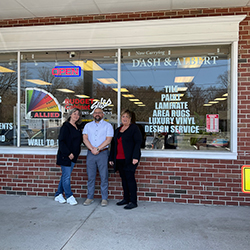 Now Carrying
DASH & ALBERT
OPEN
ALLIED
TILE
PAINT
LAMINATE
AREA RUGS
LUXURY VINYL
DESIGN SERVICE
WALL TO